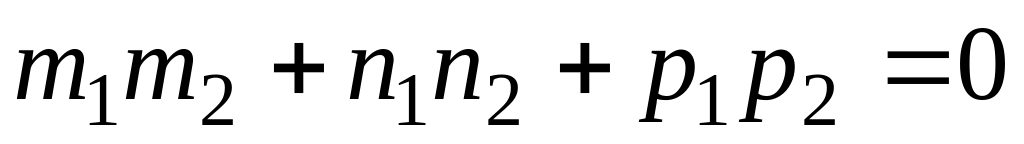 m₁m₂ + n₁n₂ + p₁p₂ =0